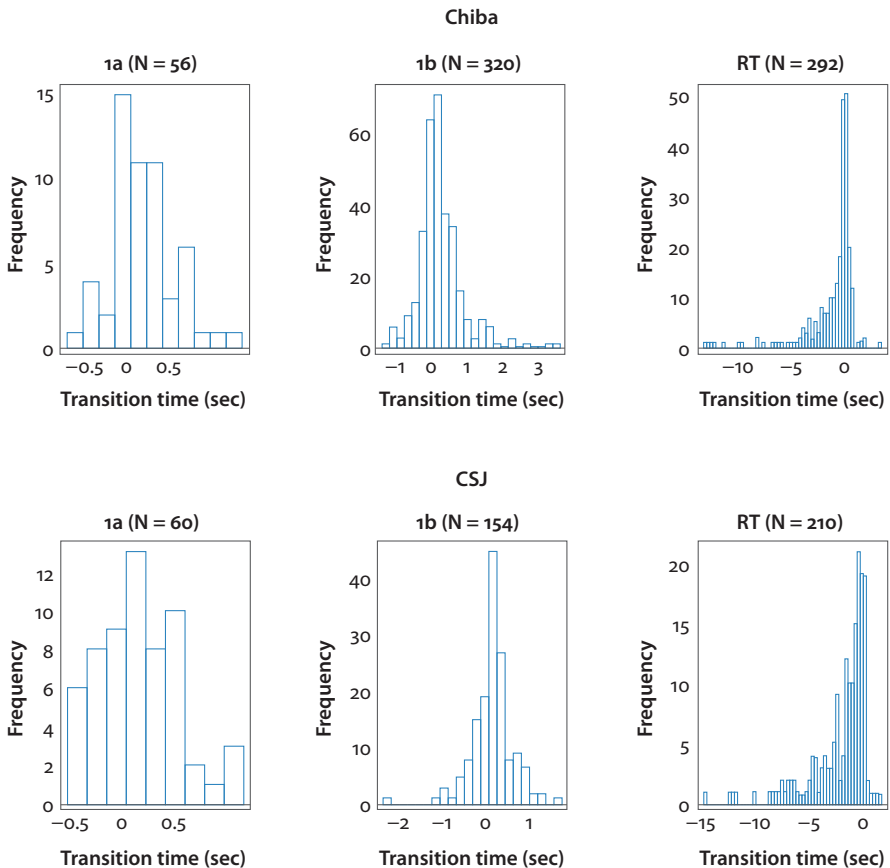 Chiba
1a (N = 56)
1b (N = 320)
RT (N = 292)
Frequency
15
10
5
0
−0.5 0 0.5
Transition time (sec)
Frequency
60
40
20
0
−1 0 1 2 3
Transition time (sec)
Frequency
50
40
30
20
10
0
−10 −5 0
Transition time (sec)
CSJ
1a (N = 60)
1b (N = 154)
RT (N = 210)
Frequency
12
10
8
6
4
2
0
−0.5 0 0.5
Transition time (sec)
Frequency
40
30
20
10
0
−2 −1 0 1
Transition time (sec)
Frequency
20
15
10
5
0
−15 −10 −5 0
Transition time (sec)